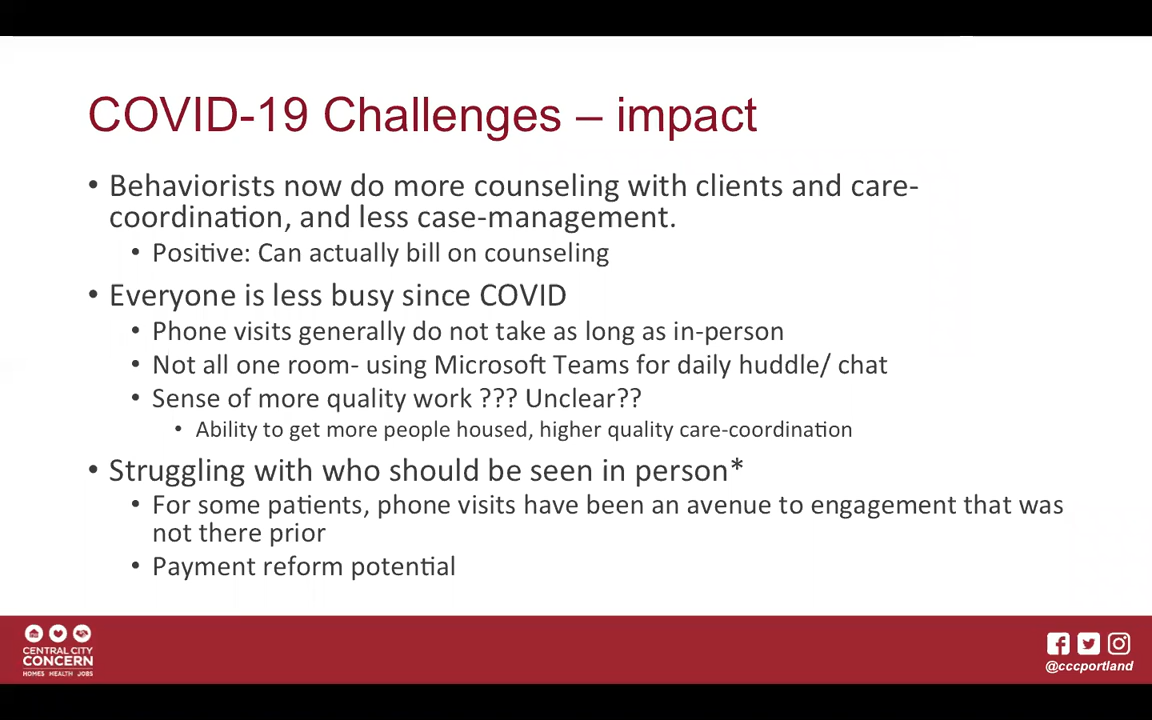 COVID-19 Challenges – impact
• Behaviorists now do more counseling with clients and care-
coordination, and less case-management.
• Positive: Can actually bill on counseling
• Everyone is less busy since COVID
• Phone visits generally do not take as long as in-person
• Not all one room- using Microsoft Teams for daily huddle/ chat
• Sense of more quality work ??? Unclear??
• Ability to get more people housed, higher quality care-coordination
• Struggling with who should be seen in person*
• For some patients, phone visits have been an avenue to engagement that was
not there prior
• Payment reform potential
CENTRAL CITY
CONCERN
HOMES HEALTH JOBS
@cccportland